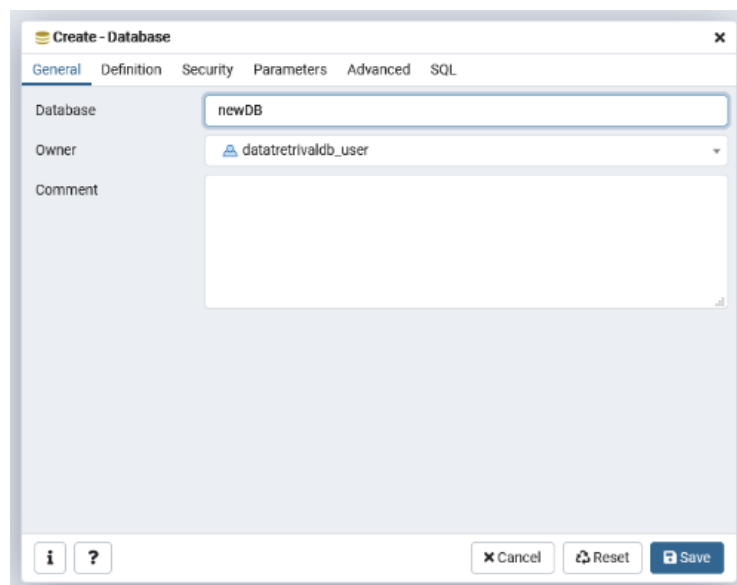 Create - Database
General Definition Security Parameters Advanced SQL
Database newDB
Owner datatretrivaldb_user
Comment
i ? Cancel Reset Save